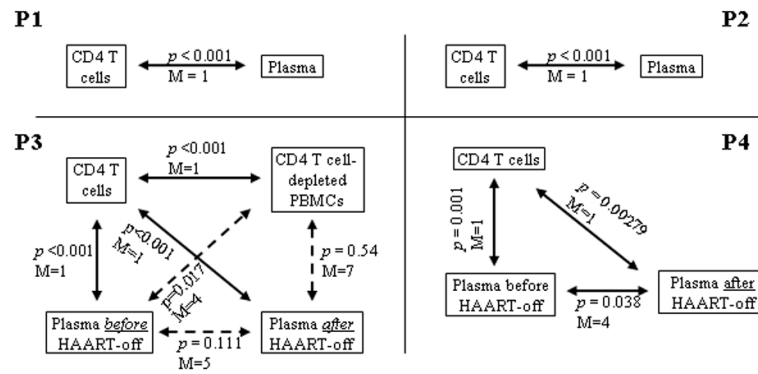 P1
CD4 T
cells
p < 0.001
M = 1
Plasma
P2
CD4 T
cells
p < 0.001
M = 1
Plasma
P3
CD4 T
cells
p <0.001
M=1
CD4 T cell-
depleted
PBMCs
p<0.001
M=1
p<0.001
M=1
p=0.017
M=4
p = 0.54
M=7
Plasma before
HAART-off
p = 0.111
M=5
Plasma after
HAART-off
P4
CD4 T cells
p = 0.001
M=1
p = 0.00279
M=1
Plasma before
HAART-off
p = 0.038
M=4
Plasma after
HAART-off